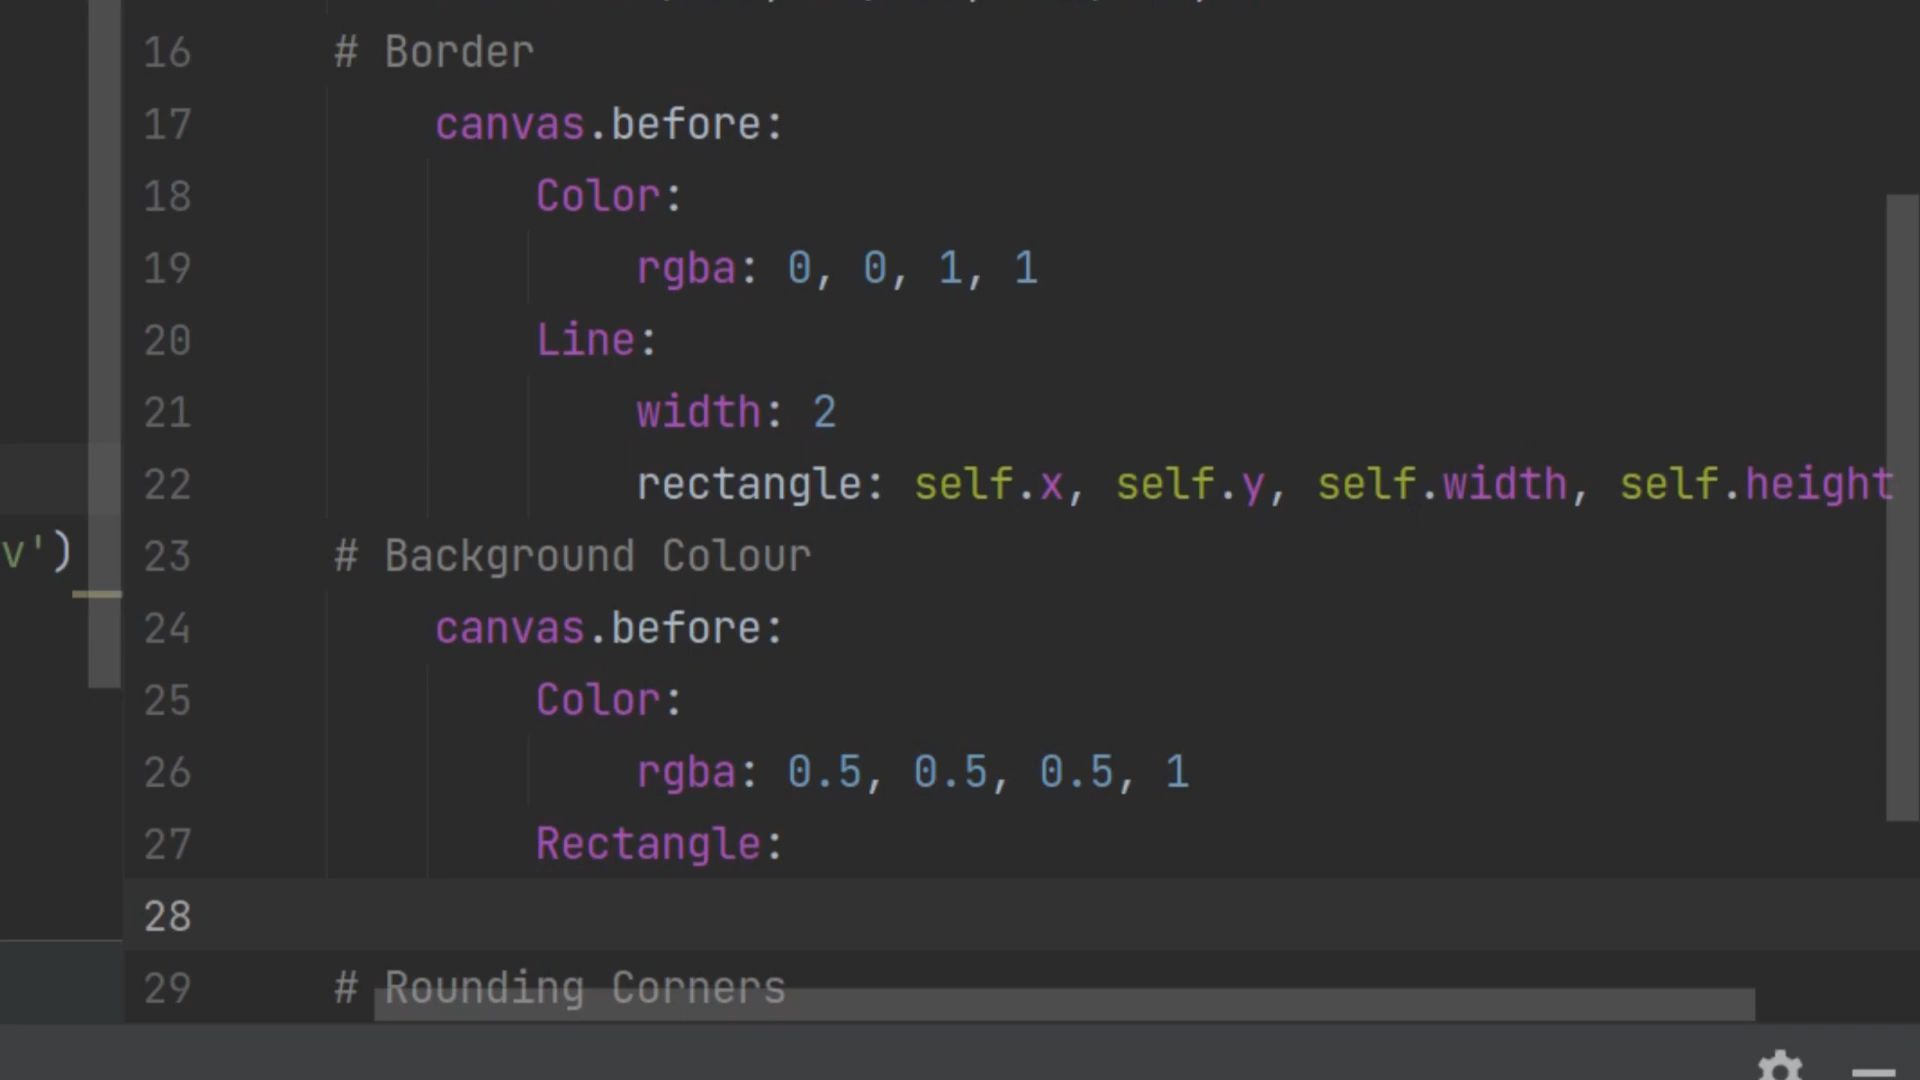 16 # Border
17 canvas.before:
18 Color:
19 rgba: 0, 0, 1, 1
20 Line:
21 width: 2
22 rectangle: self.x, self.y, self.width, self.height
v') 23 # Background Colour
24 canvas.before:
25 Color:
26 rgba: 0.5, 0.5, 0.5, 1
27 Rectangle:
28
29 # Rounding Corners